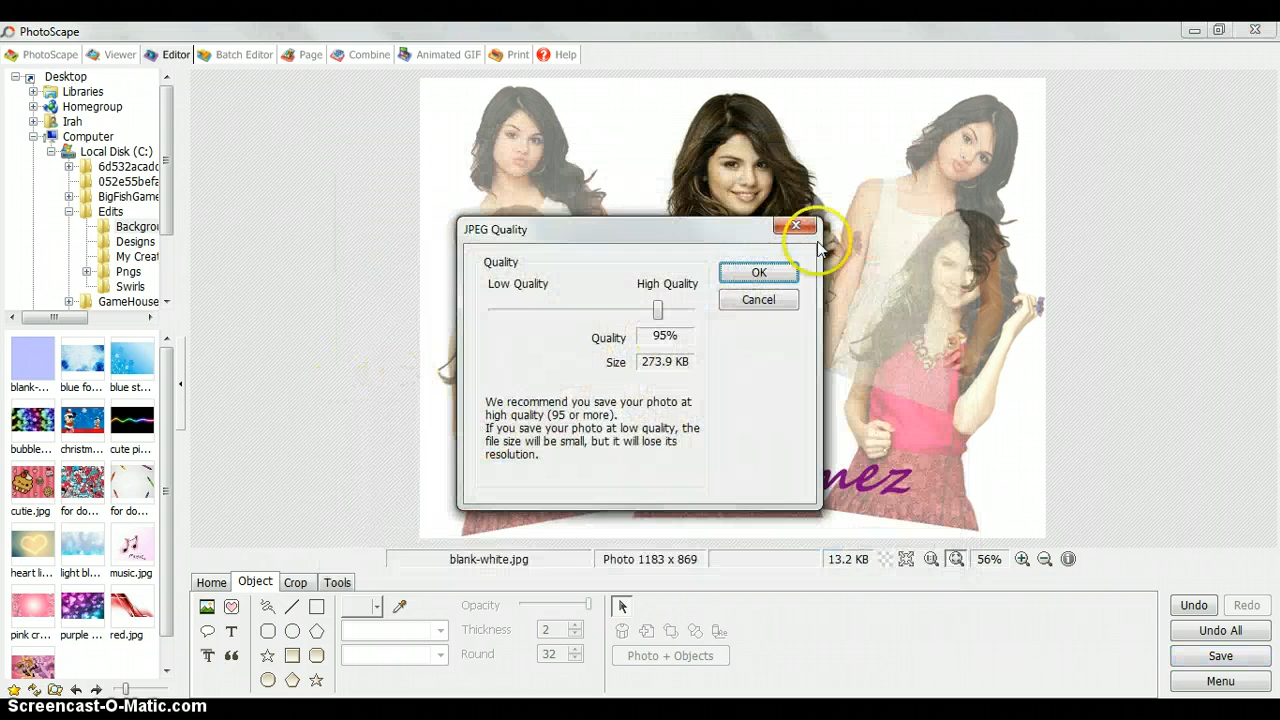 PhotoScape
PhotoScape Viewer Editor Batch Editor Page Combine Animated GIF Print Help
Desktop
Libraries
Homegroup
Irah
Computer
Local Disk (C:)
6d532acadc
052e55befa
BigFishGame
Edits
Backgrou
Designs
My Creat
Pngs
Swirls
GameHouse
JPEG Quality
Quality
Low Quality High Quality
Quality 95%
Size 273.9 KB
We recommend you save your photo at
high quality (95 or more).
If you save your photo at low quality, the
file size will be small, but it will lose its
resolution.
OK
Cancel
mez
blank-... blue fo... blue st...
bubble... christm... cute pi...
cutie.jpg for do... for do...
heart li... light bl... music.jpg
pink cr... purple ... red.jpg
blank-white.jpg Photo 1183 x 869 13.2 KB 56%
Home Object Crop Tools
Opacity
Thickness 2
Round 32
Photo + Objects
Undo Redo
Undo All
Save
Menu
Screencast-O-Matic.com